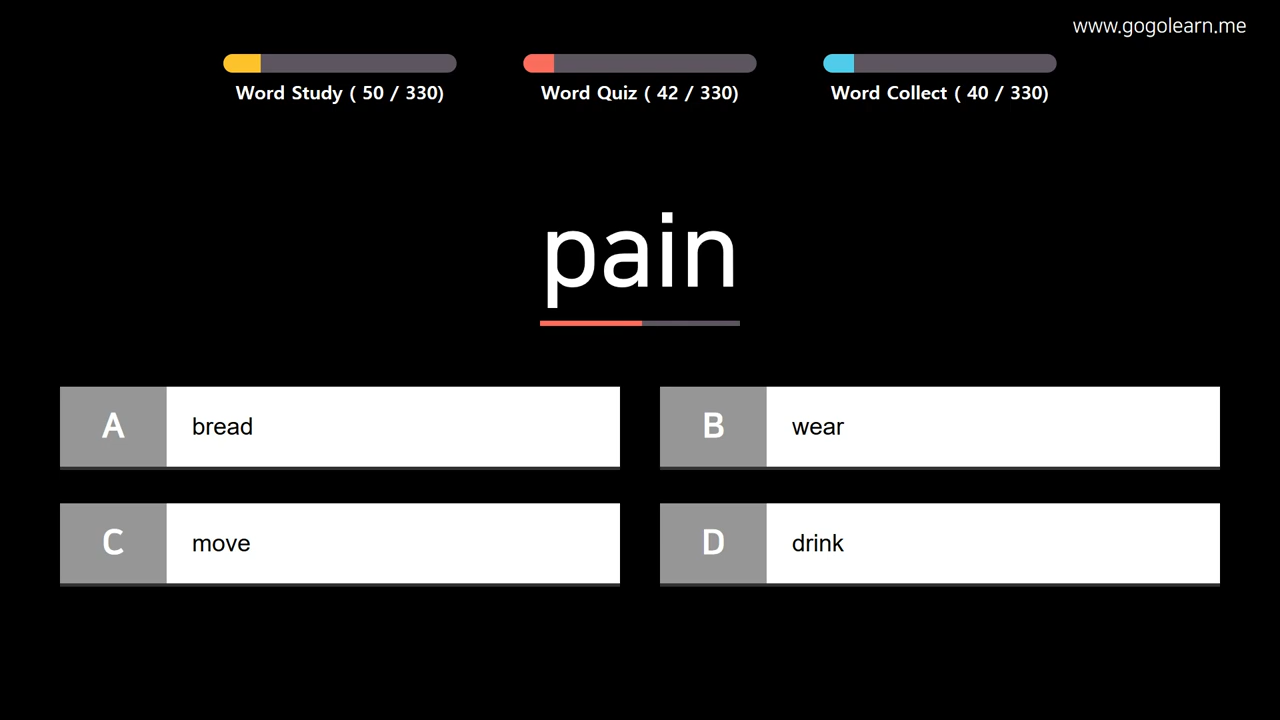 www.gogolearn.me
Word Study ( 50 / 330)
Word Quiz ( 42 / 330)
Word Collect ( 40 / 330)
pain
A bread
B wear
C move
D drink